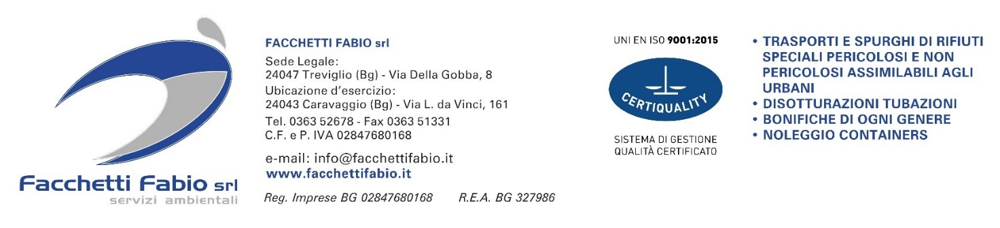 Facchetti Fabio srl
servizi ambientali
FACCHETTI FABIO srl
Sede Legale:
24047 Treviglio (Bg) - Via Della Gobba, 8
Ubicazione d'esercizio:
24043 Caravaggio (Bg) - Via L. da Vinci, 161
Tel. 0363 52678 - Fax 0363 51331
C.F. e P. IVA 02847680168
e-mail: info@facchettifabio.it
www.facchettifabio.it
Reg. Imprese BG 02847680168 R.E.A. BG 327986
UNI EN ISO 9001:2015
CERTIQUALITY
SISTEMA DI GESTIONE
QUALITÀ CERTIFICATO
• TRASPORTI E SPURGHI DI RIFIUTI
SPECIALI PERICOLOSI E NON
PERICOLOSI ASSIMILABILI AGLI
URBANI
• DISOTTURAZIONI TUBAZIONI
• BONIFICHE DI OGNI GENERE
• NOLEGGIO CONTAINERS